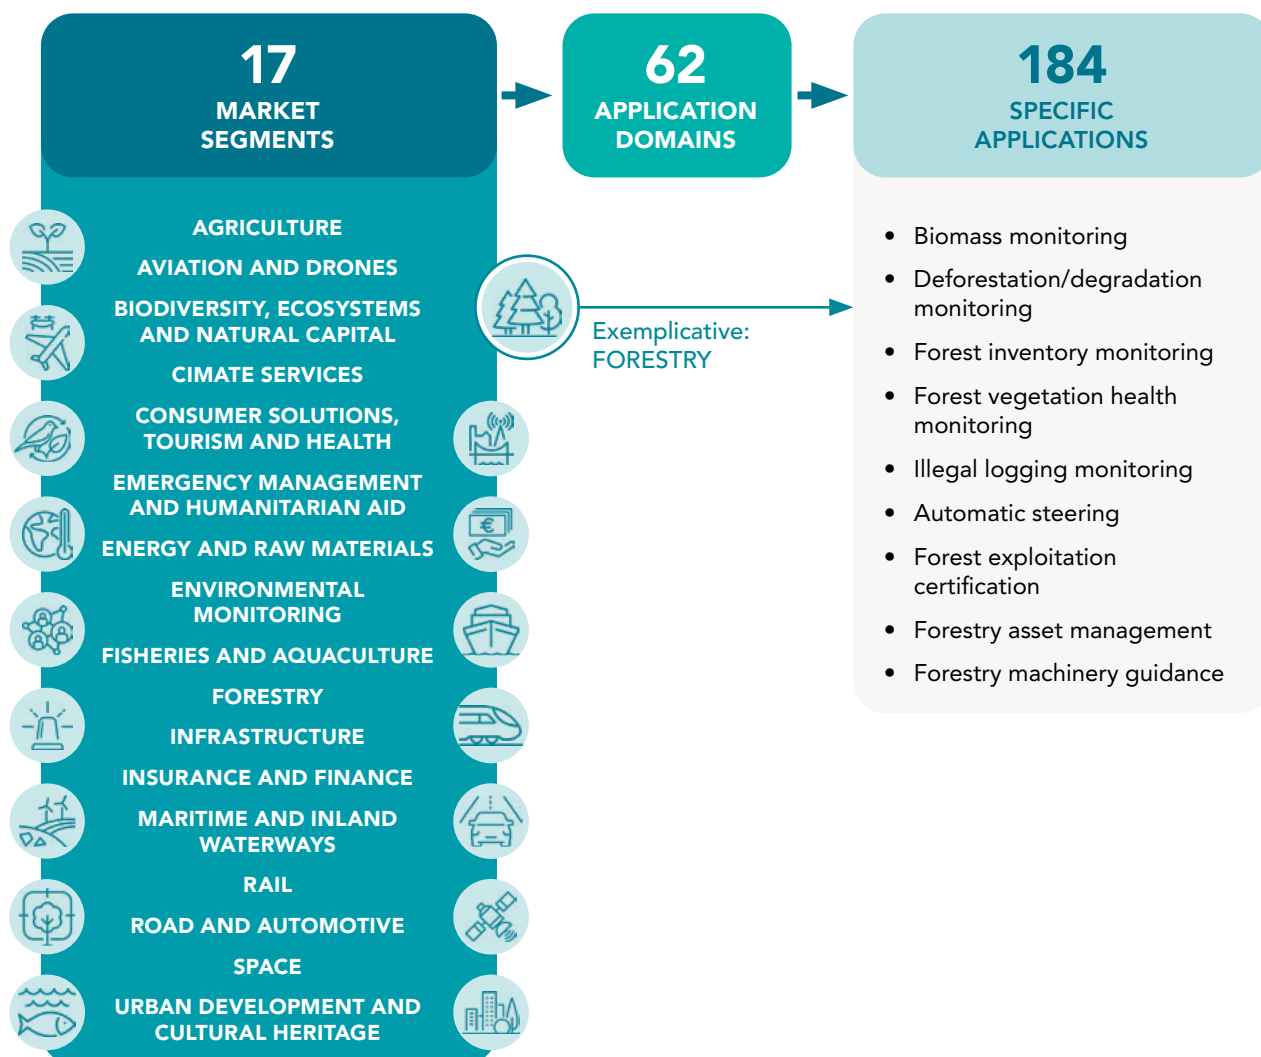 17
MARKET
SEGMENTS
62
APPLICATION
DOMAINS
184
SPECIFIC
APPLICATIONS
AGRICULTURE
AVIATION AND DRONES
BIODIVERSITY, ECOSYSTEMS
AND NATURAL CAPITAL
CIMATE SERVICES
CONSUMER SOLUTIONS,
TOURISM AND HEALTH
EMERGENCY MANAGEMENT
AND HUMANITARIAN AID
ENERGY AND RAW MATERIALS
ENVIRONMENTAL
MONITORING
FISHERIES AND AQUACULTURE
FORESTRY
INFRASTRUCTURE
INSURANCE AND FINANCE
MARITIME AND INLAND
WATERWAYS
RAIL
ROAD AND AUTOMOTIVE
SPACE
URBAN DEVELOPMENT AND
CULTURAL HERITAGE
€
Exemplicative:
FORESTRY
• Biomass monitoring
• Deforestation/degradation
monitoring
• Forest inventory monitoring
• Forest vegetation health
monitoring
• Illegal logging monitoring
• Automatic steering
• Forest exploitation
certification
• Forestry asset management
• Forestry machinery guidance